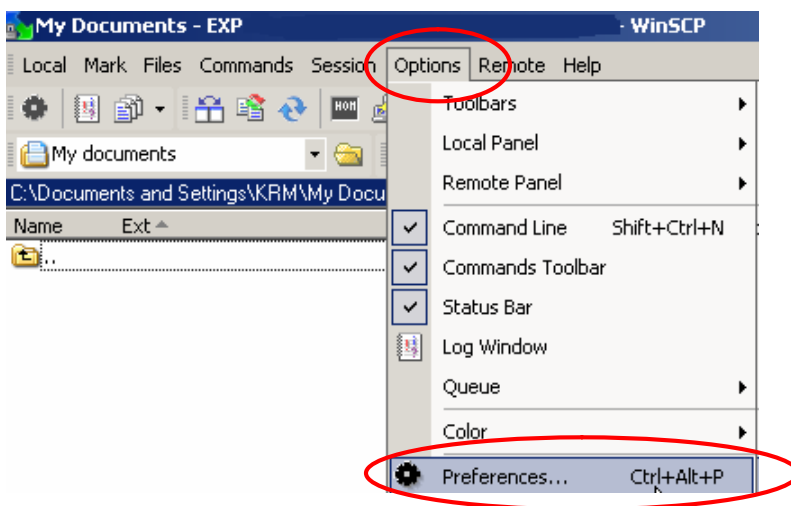 My Documents - EXP - WinSCP
Local Mark Files Commands Session Options Remote Help
My documents
C:\Documents and Settings\KRM\My Docu
Name Ext
..
Toolbars
Local Panel
Remote Panel
Command Line Shift+Ctrl+N
Commands Toolbar
Status Bar
Log Window
Queue
Color
Preferences... Ctrl+Alt+P